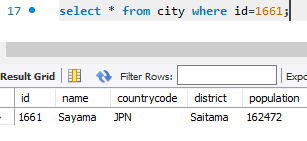 17 select * from city where id=1661;
Result Grid Filter Rows:
id name countrycode district population
1661 Sayama JPN Saitama 162472